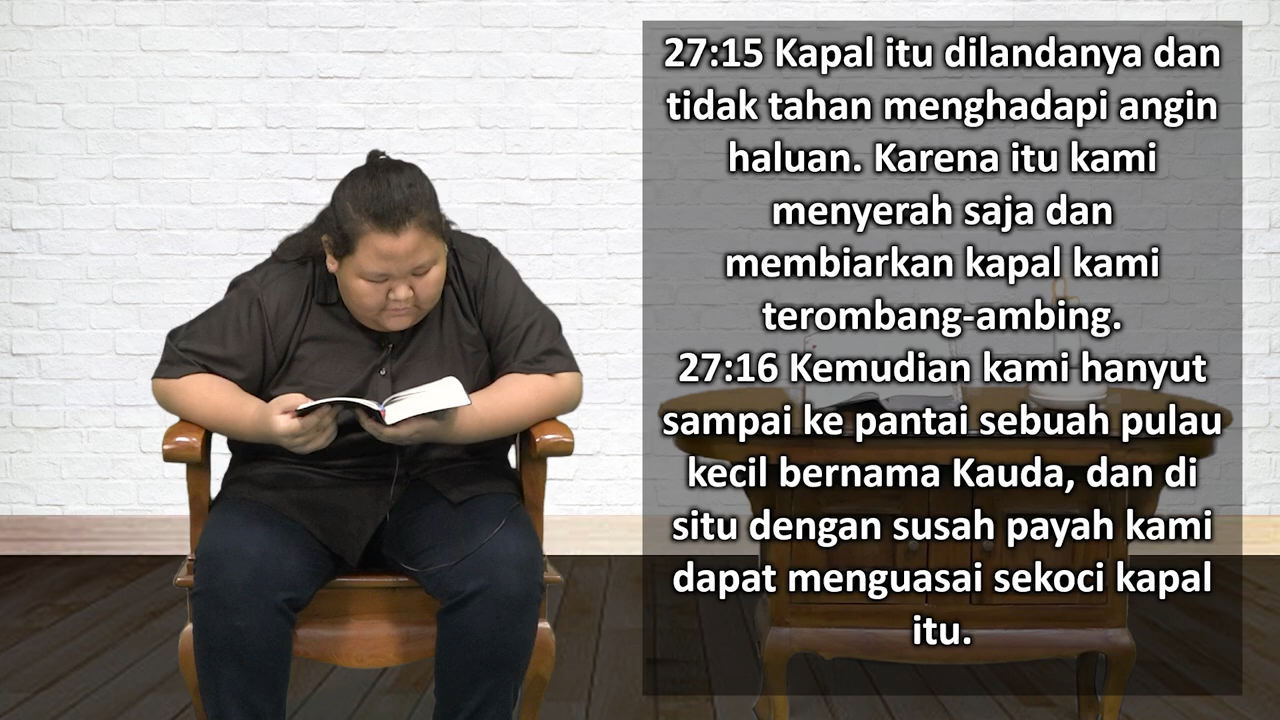 27:15 Kapal itu dilandanya dan
tidak tahan menghadapi angin
haluan. Karena itu kami
menyerah saja dan
membiarkan kapal kami
terombang-ambing.
27:16 Kemudian kami hanyut
sampai ke pantai sebuah pulau
kecil bernama Kauda, dan di
situ dengan susah payah kami
dapat menguasai sekoci kapal
itu.